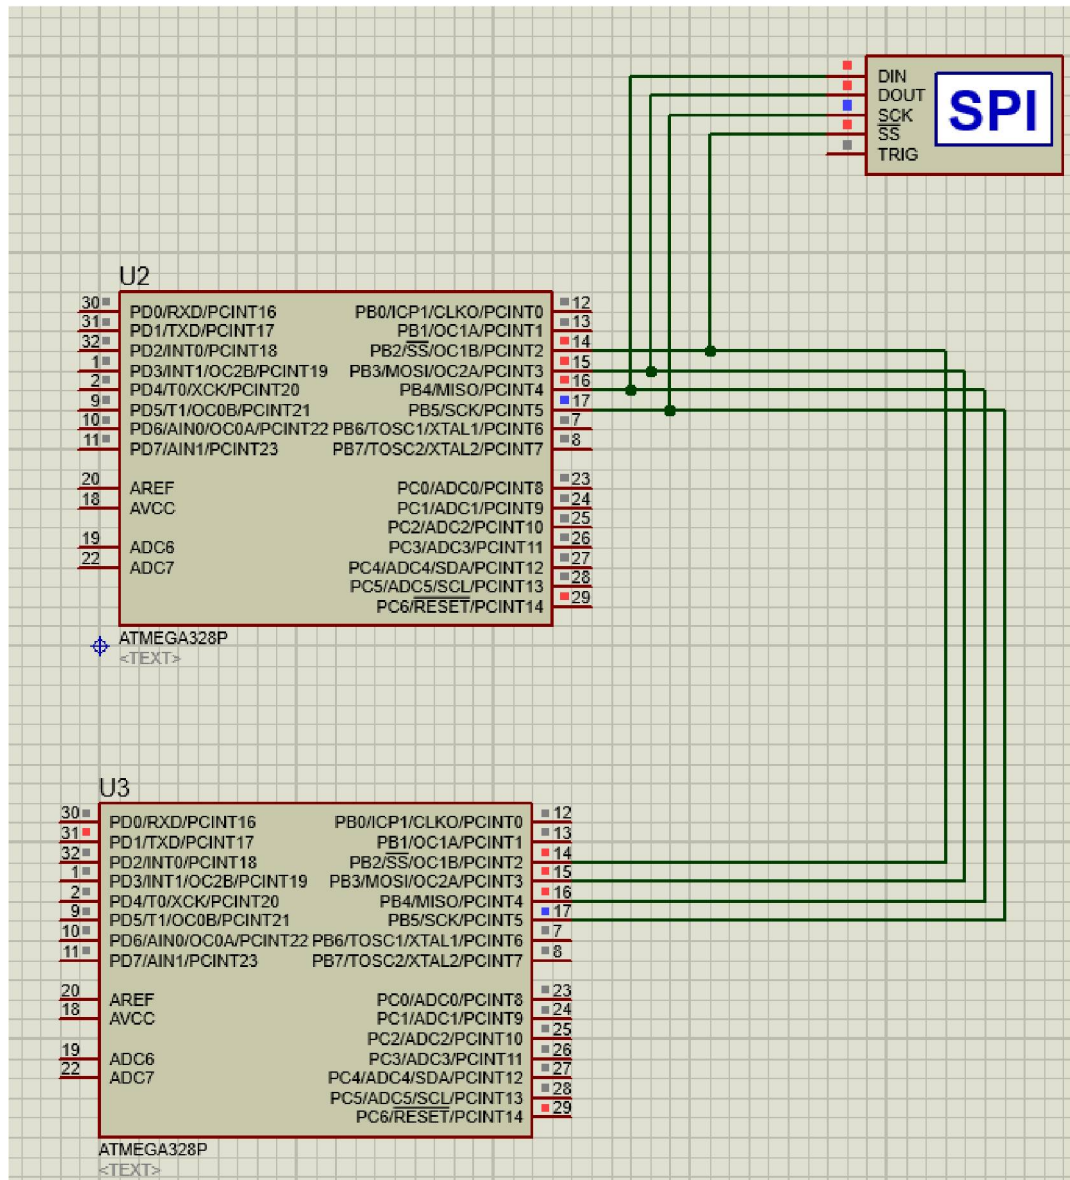 DIN
DOUT
SCK
SS
TRIG
SPI
U2
30 PD0/RXD/PCINT16 PB0/ICP1/CLKO/PCINT0 12
31 PD1/TXD/PCINT17 PB1/OC1A/PCINT1 13
32 PD2/INT0/PCINT18 PB2/SS/OC1B/PCINT2 14
1 PD3/INT1/OC2B/PCINT19 PB3/MOSI/OC2A/PCINT3 15
2 PD4/T0/XCK/PCINT20 PB4/MISO/PCINT4 16
9 PD5/T1/OC0B/PCINT21 PB5/SCK/PCINT5 17
10 PD6/AIN0/OC0A/PCINT22 PB6/TOSC1/XTAL1/PCINT6 7
11 PD7/AIN1/PCINT23 PB7/TOSC2/XTAL2/PCINT7 8
20 AREF PC0/ADC0/PCINT8 23
18 AVCC PC1/ADC1/PCINT9 24
PC2/ADC2/PCINT10 25
19 ADC6 PC3/ADC3/PCINT11 26
22 ADC7 PC4/ADC4/SDA/PCINT12 27
PC5/ADC5/SCL/PCINT13 28
PC6/RESET/PCINT14 29
ATMEGA328P
<TEXT>
U3
30 PD0/RXD/PCINT16 PB0/ICP1/CLKO/PCINT0 12
31 PD1/TXD/PCINT17 PB1/OC1A/PCINT1 13
32 PD2/INT0/PCINT18 PB2/SS/OC1B/PCINT2 14
1 PD3/INT1/OC2B/PCINT19 PB3/MOSI/OC2A/PCINT3 15
2 PD4/T0/XCK/PCINT20 PB4/MISO/PCINT4 16
9 PD5/T1/OC0B/PCINT21 PB5/SCK/PCINT5 17
10 PD6/AIN0/OC0A/PCINT22 PB6/TOSC1/XTAL1/PCINT6 7
11 PD7/AIN1/PCINT23 PB7/TOSC2/XTAL2/PCINT7 8
20 AREF PC0/ADC0/PCINT8 23
18 AVCC PC1/ADC1/PCINT9 24
PC2/ADC2/PCINT10 25
19 ADC6 PC3/ADC3/PCINT11 26
22 ADC7 PC4/ADC4/SDA/PCINT12 27
PC5/ADC5/SCL/PCINT13 28
PC6/RESET/PCINT14 29
ATMEGA328P
<TEXT>